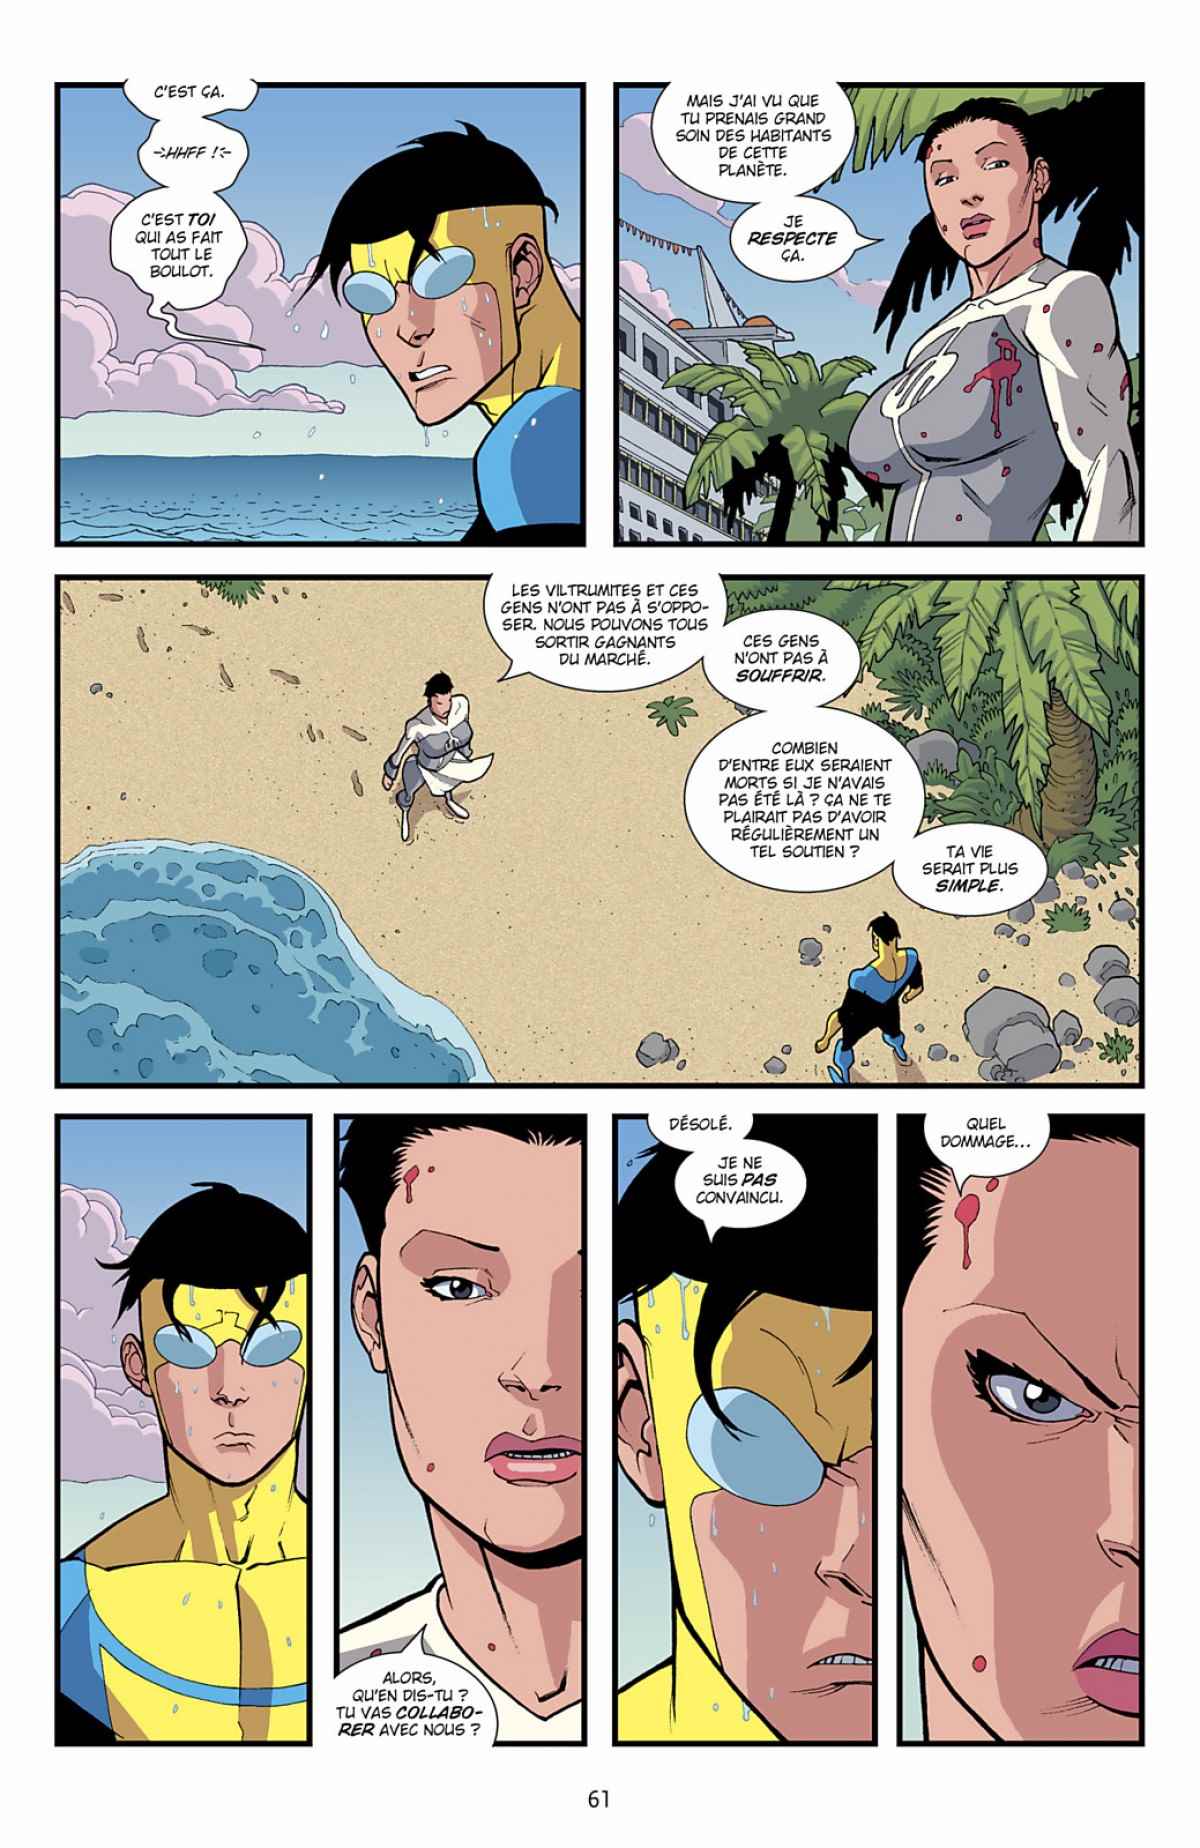 C'EST ÇA.
HHFF !
C'EST TOI
QUI AS FAIT
TOUT LE
BOULOT.
MAIS J'AI VU QUE
TU PRENAIS GRAND
SOIN DES HABITANTS
DE CETTE
PLANÈTE.
JE
RESPECTE
ÇA.
LES VILTRUMITES ET CES
GENS N'ONT PAS À S'OPPO-
SER. NOUS POUVONS TOUS
SORTIR GAGNANTS
DU MARCHÉ.
CES GENS
N'ONT PAS À
SOUFFRIR.
COMBIEN
D'ENTRE EUX SERAIENT
MORTS SI JE N'AVAIS
PAS ÉTÉ LÀ ? ÇA NE TE
PLAIRAIT PAS D'AVOIR
RÉGULIÈREMENT UN
TEL SOUTIEN ?
TA VIE
SERAIT PLUS
SIMPLE.
ALORS,
QU'EN DIS-TU ?
TU VAS COLLABO-
RER AVEC NOUS ?
DÉSOLÉ.
JE NE
SUIS PAS
CONVAINCU.
QUEL
DOMMAGE...
61